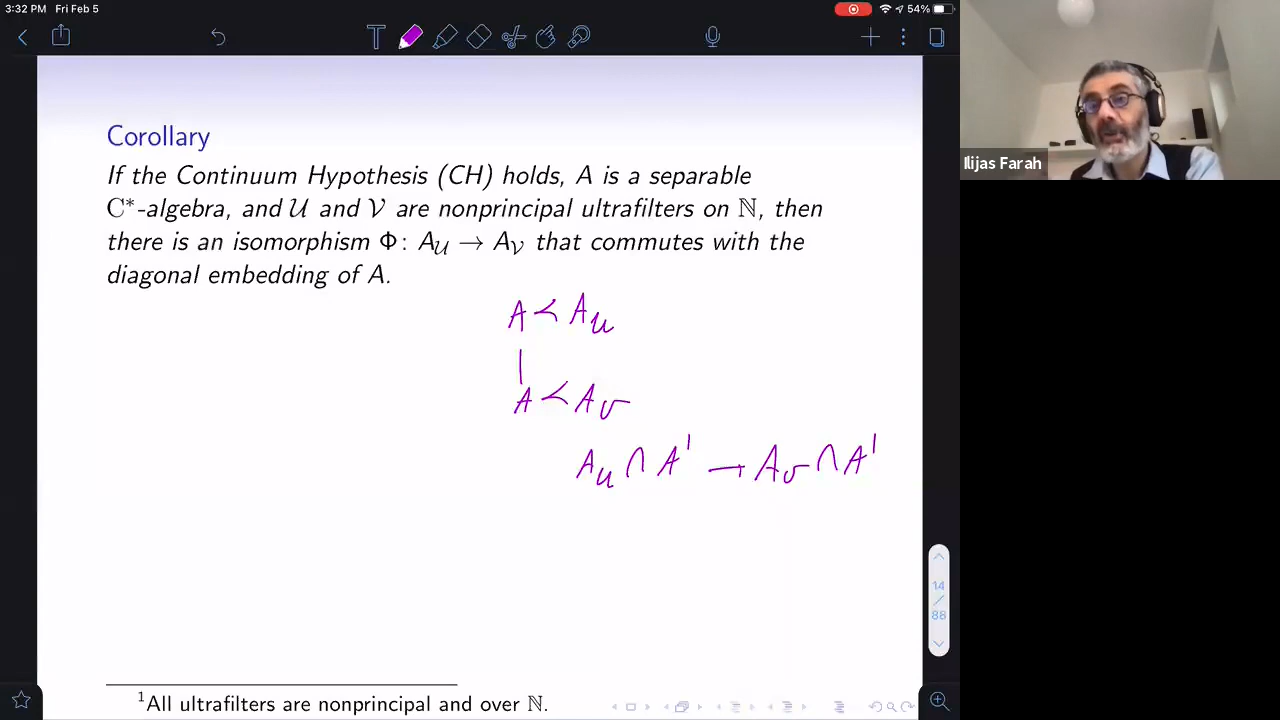 3:32 PM Fri Feb 5
54%
Corollary
If the Continuum Hypothesis (CH) holds, A is a separable
C*-algebra, and 𝒰 and 𝒱 are nonprincipal ultrafilters on ℕ, then
there is an isomorphism Φ: A_𝒰 → A_𝒱 that commutes with the
diagonal embedding of A.
A ≺ A_𝒰
|
A ≺ A_𝒱
A_𝒰 ∩ A' → A_𝒱 ∩ A'
¹All ultrafilters are nonprincipal and over ℕ.
14
/
88
Ilijas Farah